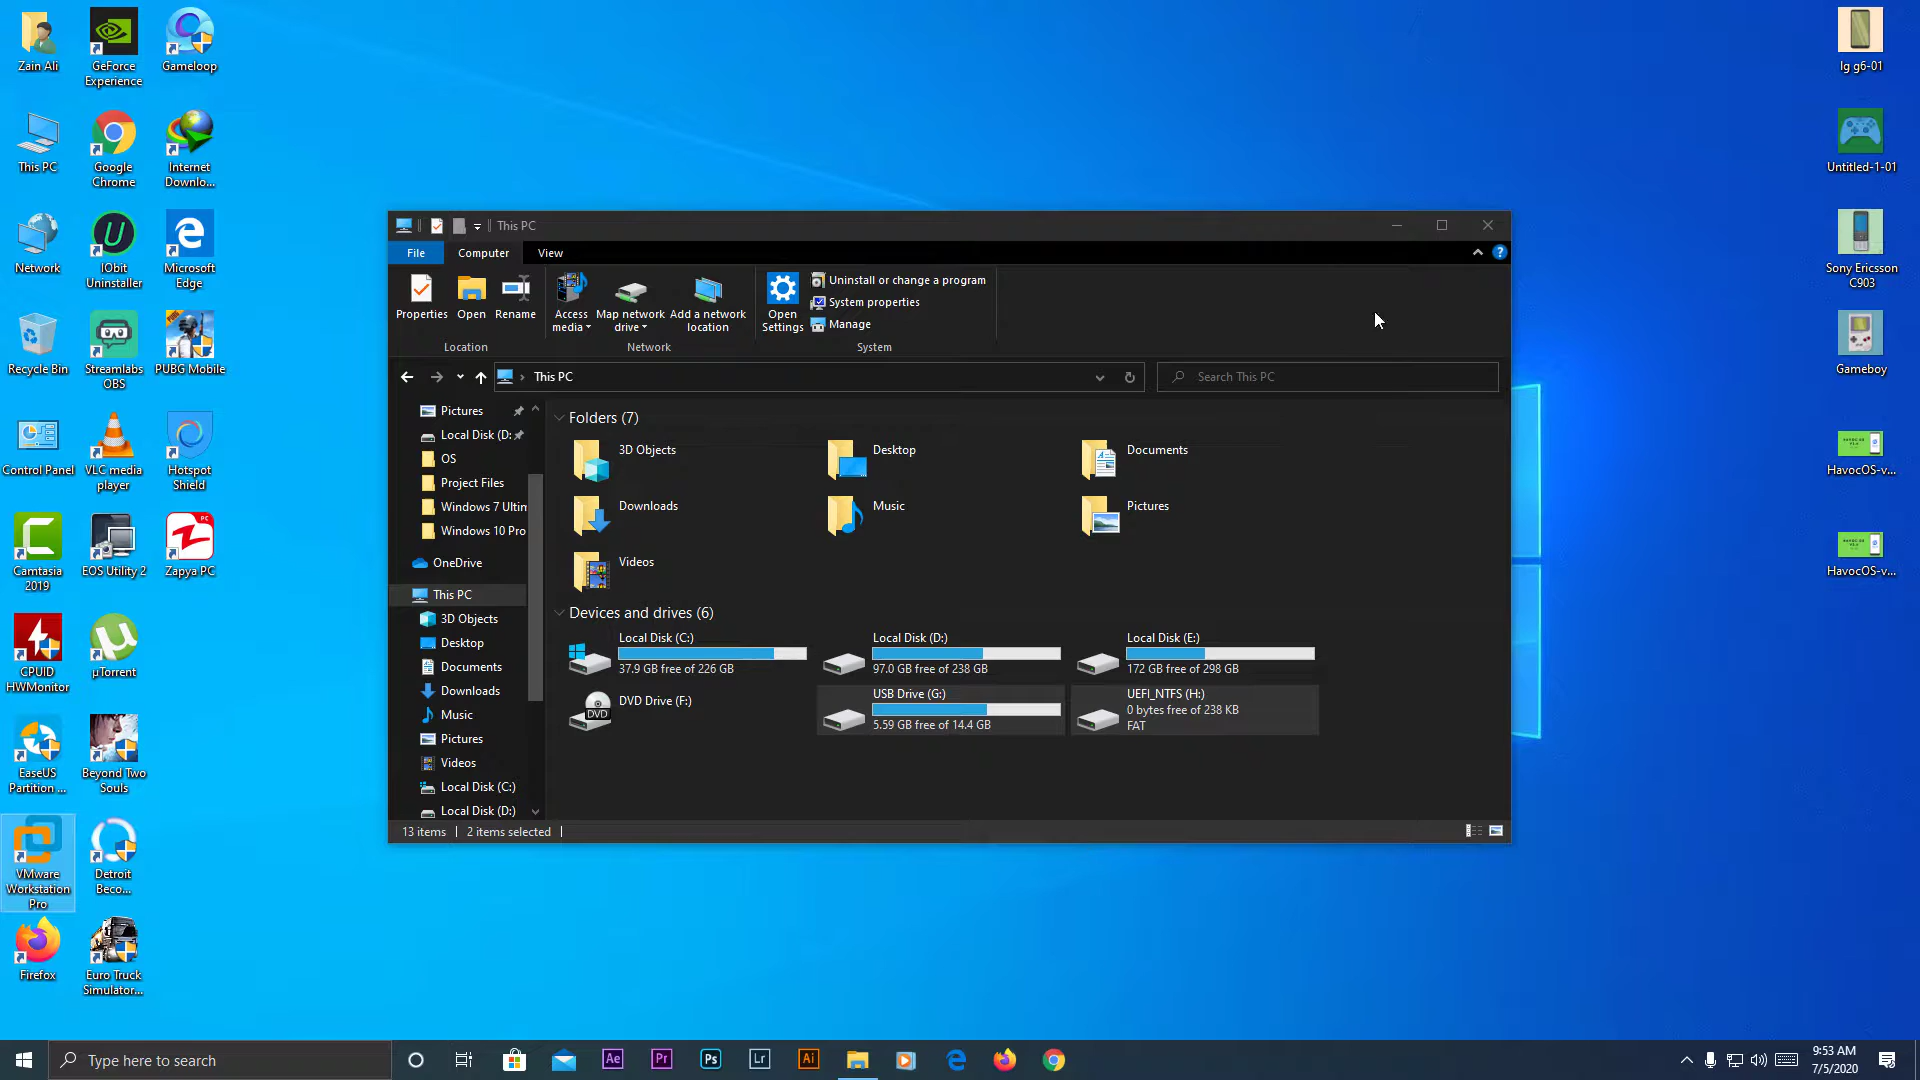 Zain Ali
GeForce
Experience
Gameloop
This PC
Google
Chrome
Internet
Downlo...
Network
IObit
Uninstaller
Microsoft
Edge
Recycle Bin
Streamlabs
OBS
PUBG Mobile
Control Panel
VLC media
player
Hotspot
Shield
Camtasia
2019
EOS Utility 2
Zapya PC
CPUID
HWMonitor
µTorrent
EaseUS
Partition ...
Beyond Two
Souls
VMware
Workstation
Pro
Detroit
Beco...
Firefox
Euro Truck
Simulator...
lg g6-01
Untitled-1-01
Sony Ericsson
C903
Gameboy
HavocOS-v...
HavocOS-v...
This PC
File
Computer
View
Properties
Open
Rename
Access
media
Map network
drive
Add a network
location
Open
Settings
Uninstall or change a program
System properties
Manage
Location
Network
System
This PC
Search This PC
Pictures
Local Disk (D:
OS
Project Files
Windows 7 Ultim
Windows 10 Pro
OneDrive
This PC
3D Objects
Desktop
Documents
Downloads
Music
Pictures
Videos
Local Disk (C:)
Local Disk (D:)
Folders (7)
3D Objects
Desktop
Documents
Downloads
Music
Pictures
Videos
Devices and drives (6)
Local Disk (C:)
37.9 GB free of 226 GB
Local Disk (D:)
97.0 GB free of 238 GB
Local Disk (E:)
172 GB free of 298 GB
DVD
DVD Drive (F:)
USB Drive (G:)
5.59 GB free of 14.4 GB
UEFI_NTFS (H:)
0 bytes free of 238 KB
FAT
13 items
2 items selected
Type here to search
Ae
Pr
Ps
Lr
Ai
9:53 AM
7/5/2020